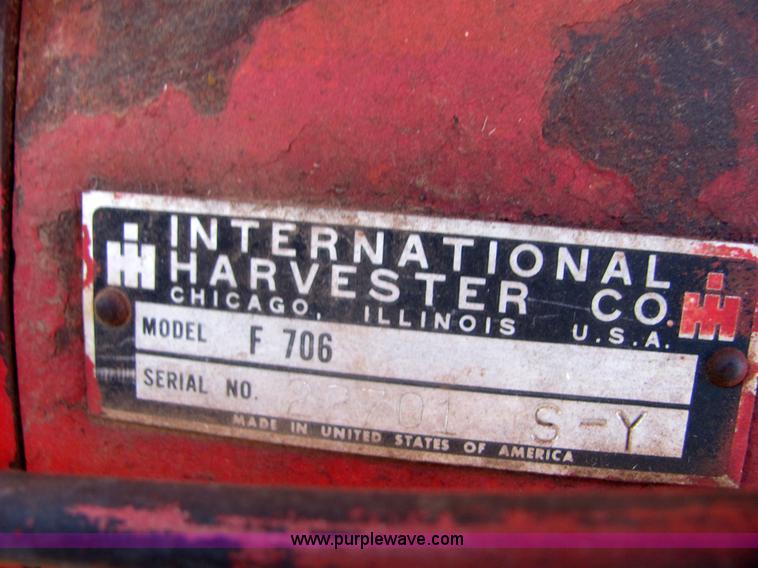 INTERNATIONAL
HARVESTER CO.
CHICAGO, ILLINOIS U.S.A.
MODEL F 706
SERIAL NO. S-Y
MADE IN UNITED STATES OF AMERICA
www.purplewave.com